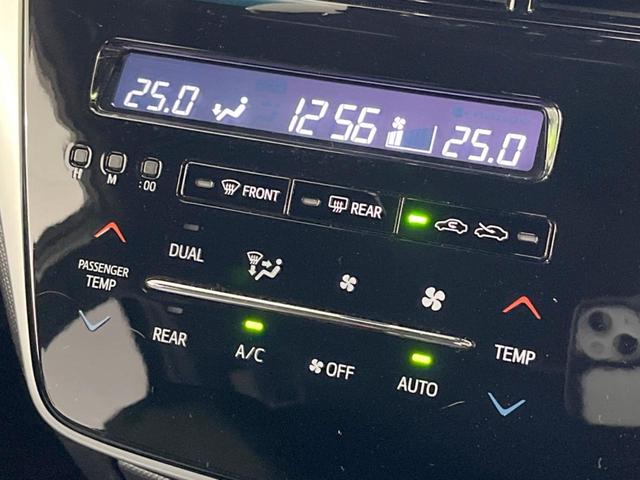 25.0 12:56 25.0
H M :00
FRONT REAR
DUAL
PASSENGER
TEMP
REAR A/C OFF AUTO TEMP